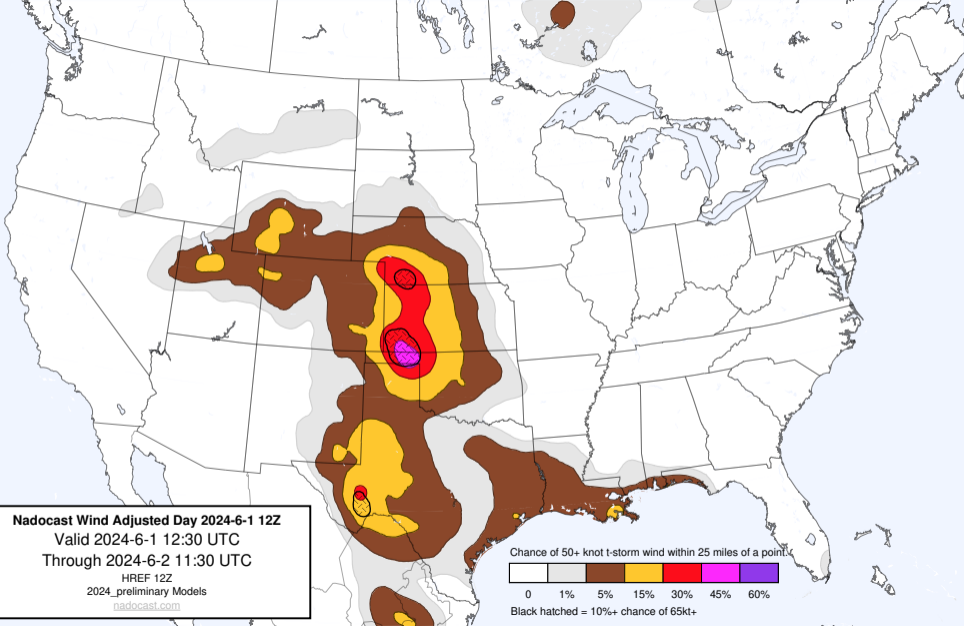 Nadocast Wind Adjusted Day 2024-6-1 12Z
Valid 2024-6-1 12:30 UTC
Through 2024-6-2 11:30 UTC
HREF 12Z
2024_preliminary Models
nadocast.com
Chance of 50+ knot t-storm wind within 25 miles of a point.
0 1% 5% 15% 30% 45% 60%
Black hatched = 10%+ chance of 65kt+